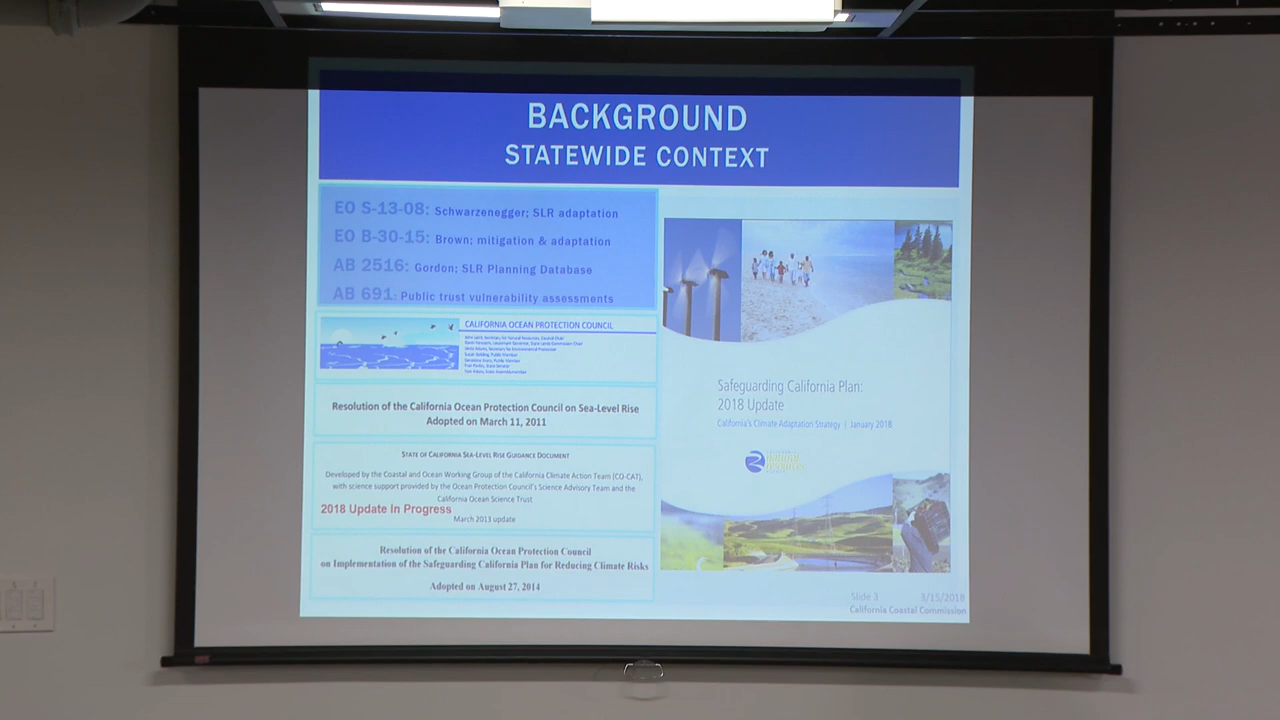 BACKGROUND
STATEWIDE CONTEXT
EO S-13-08: Schwarzenegger; SLR adaptation
EO B-30-15: Brown; mitigation & adaptation
AB 2516: Gordon; SLR Planning Database
AB 691: Public trust vulnerability assessments
CALIFORNIA OCEAN PROTECTION COUNCIL
Resolution of the California Ocean Protection Council on Sea-Level Rise
Adopted on March 11, 2011
STATE OF CALIFORNIA SEA-LEVEL RISE GUIDANCE DOCUMENT
Developed by the Coastal and Ocean Working Group of the California Climate Action Team (CO-CAT),
with science support provided by the Ocean Protection Council's Science Advisory Team and the
California Ocean Science Trust
2018 Update In Progress
March 2013 update
Resolution of the California Ocean Protection Council
on Implementation of the Safeguarding California Plan for Reducing Climate Risks
Adopted on August 27, 2014
Safeguarding California Plan:
2018 Update
California's Climate Adaptation Strategy | January 2018
Slide 3 3/15/2018
California Coastal Commission